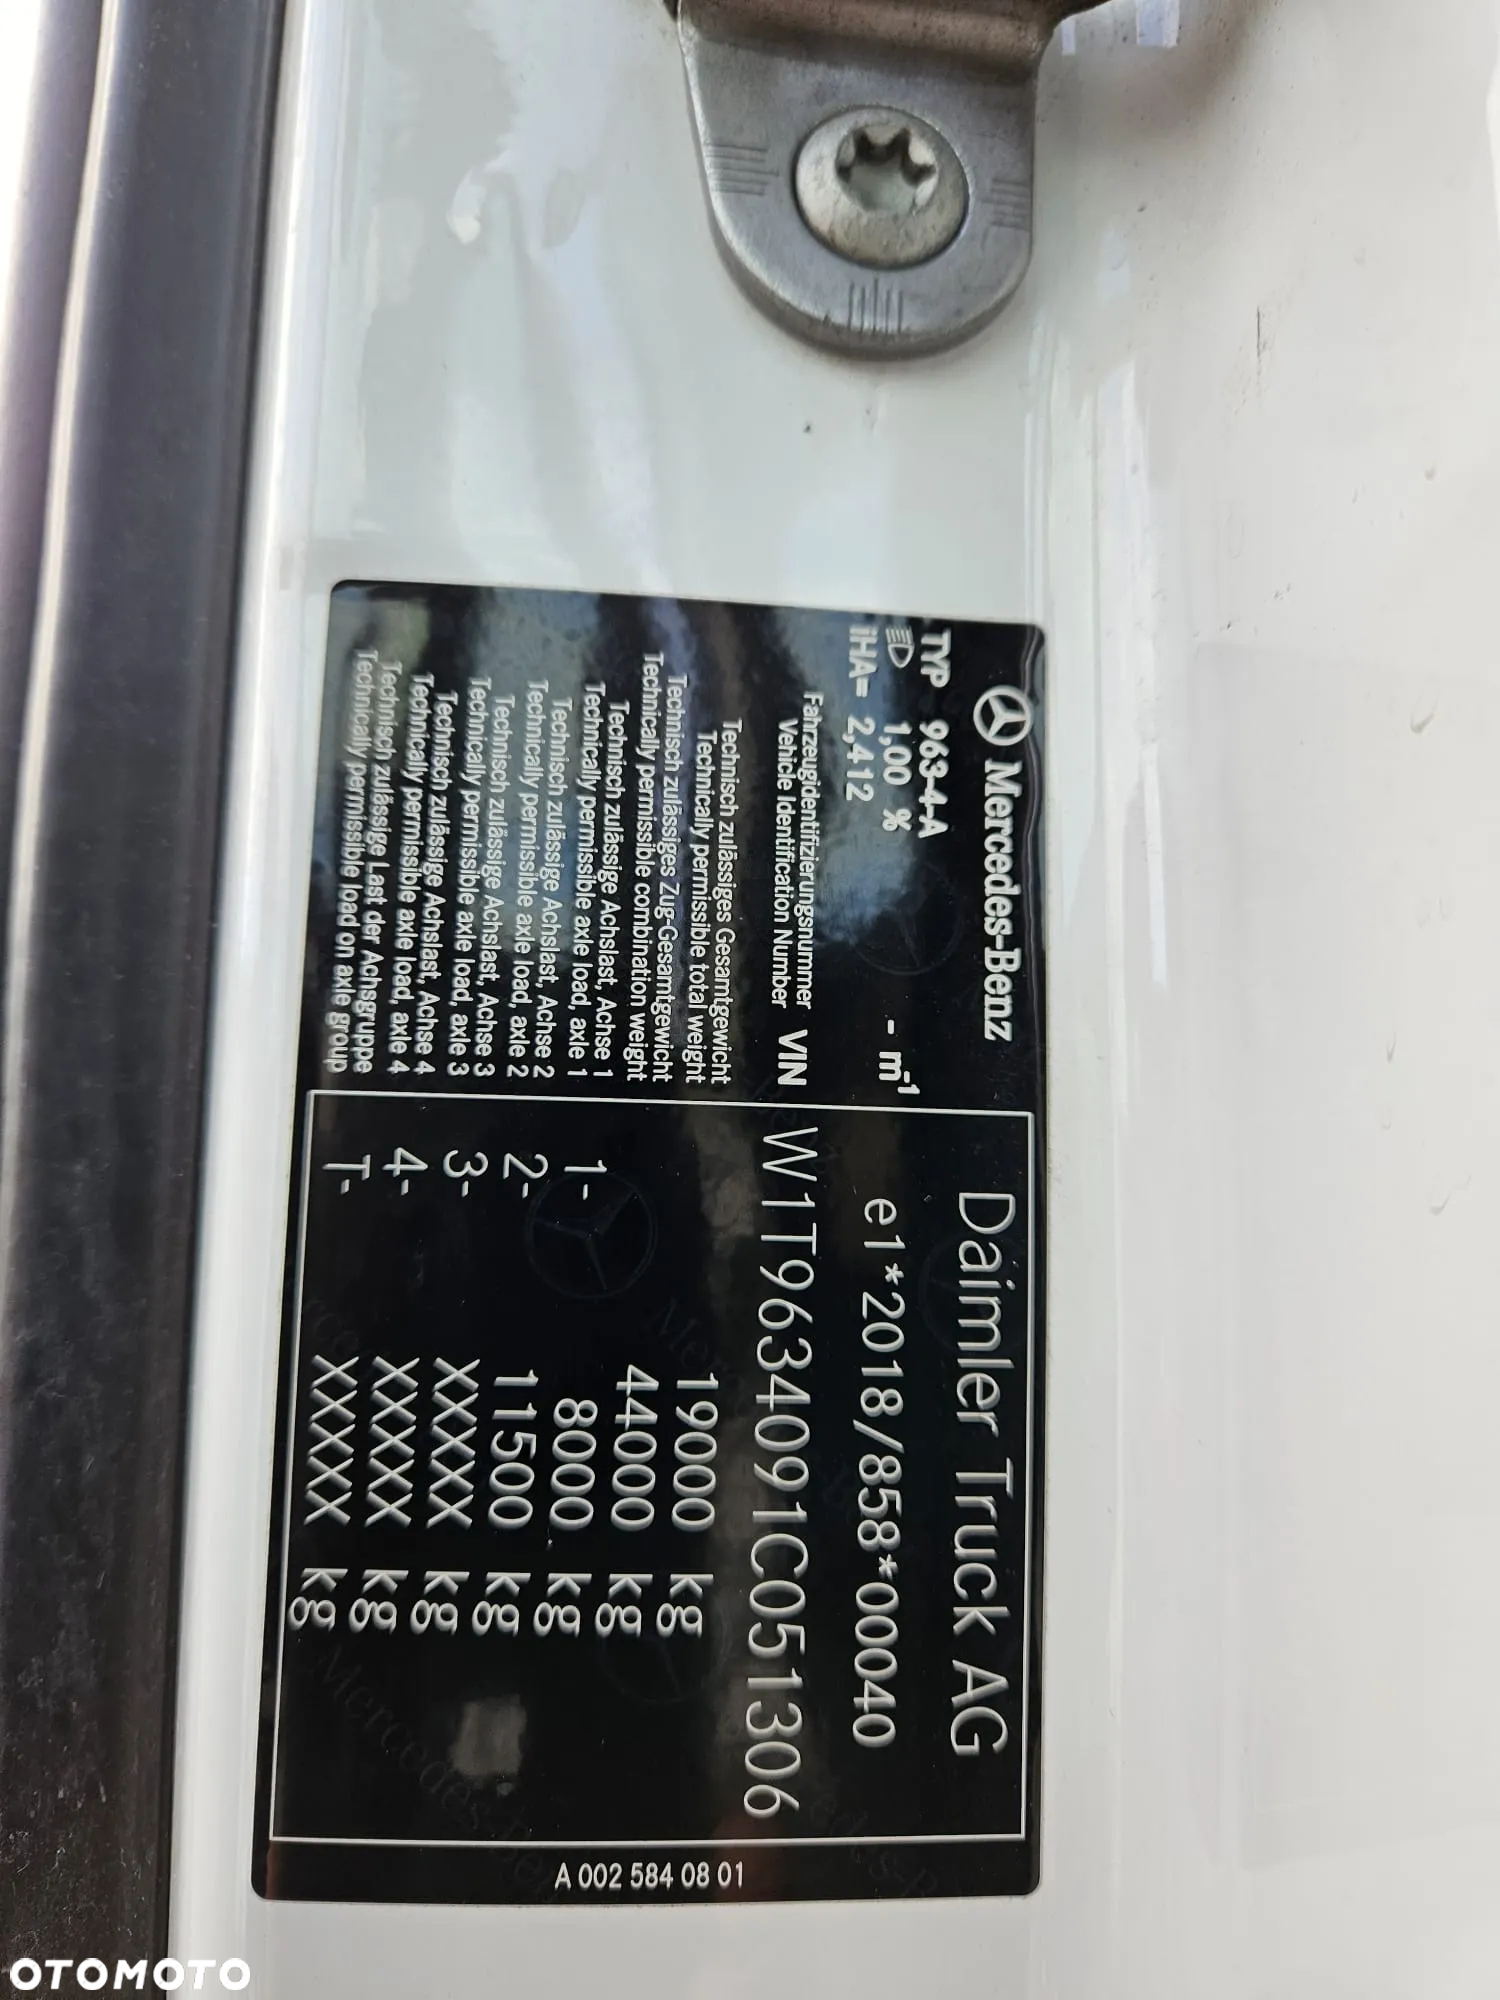 Mercedes-Benz
Daimler Truck AG
TYP 963-4-A
1,00 % - m-1
e1*2018/858*00040
iHA= 2,412
Fahrzeugidentifizierungsnummer
Vehicle Identification Number VIN
W1T9634091C051306
Technisch zulässiges Gesamtgewicht
Technically permissible total weight
19000 kg
Technisch zulässiges Zug-Gesamtgewicht
Technically permissible combination weight
44000 kg
Technisch zulässige Achslast, Achse 1
Technically permissible axle load, axle 1
1- 8000 kg
Technisch zulässige Achslast, Achse 2
Technically permissible axle load, axle 2
2- 11500 kg
Technisch zulässige Achslast, Achse 3
Technically permissible axle load, axle 3
3- XXXXX kg
Technisch zulässige Achslast, Achse 4
Technically permissible axle load, axle 4
4- XXXXX kg
Technisch zulässige Last der Achsgruppe
Technically permissible load on axle group
T- XXXXX kg
A 002 584 08 01
OTOMOTO